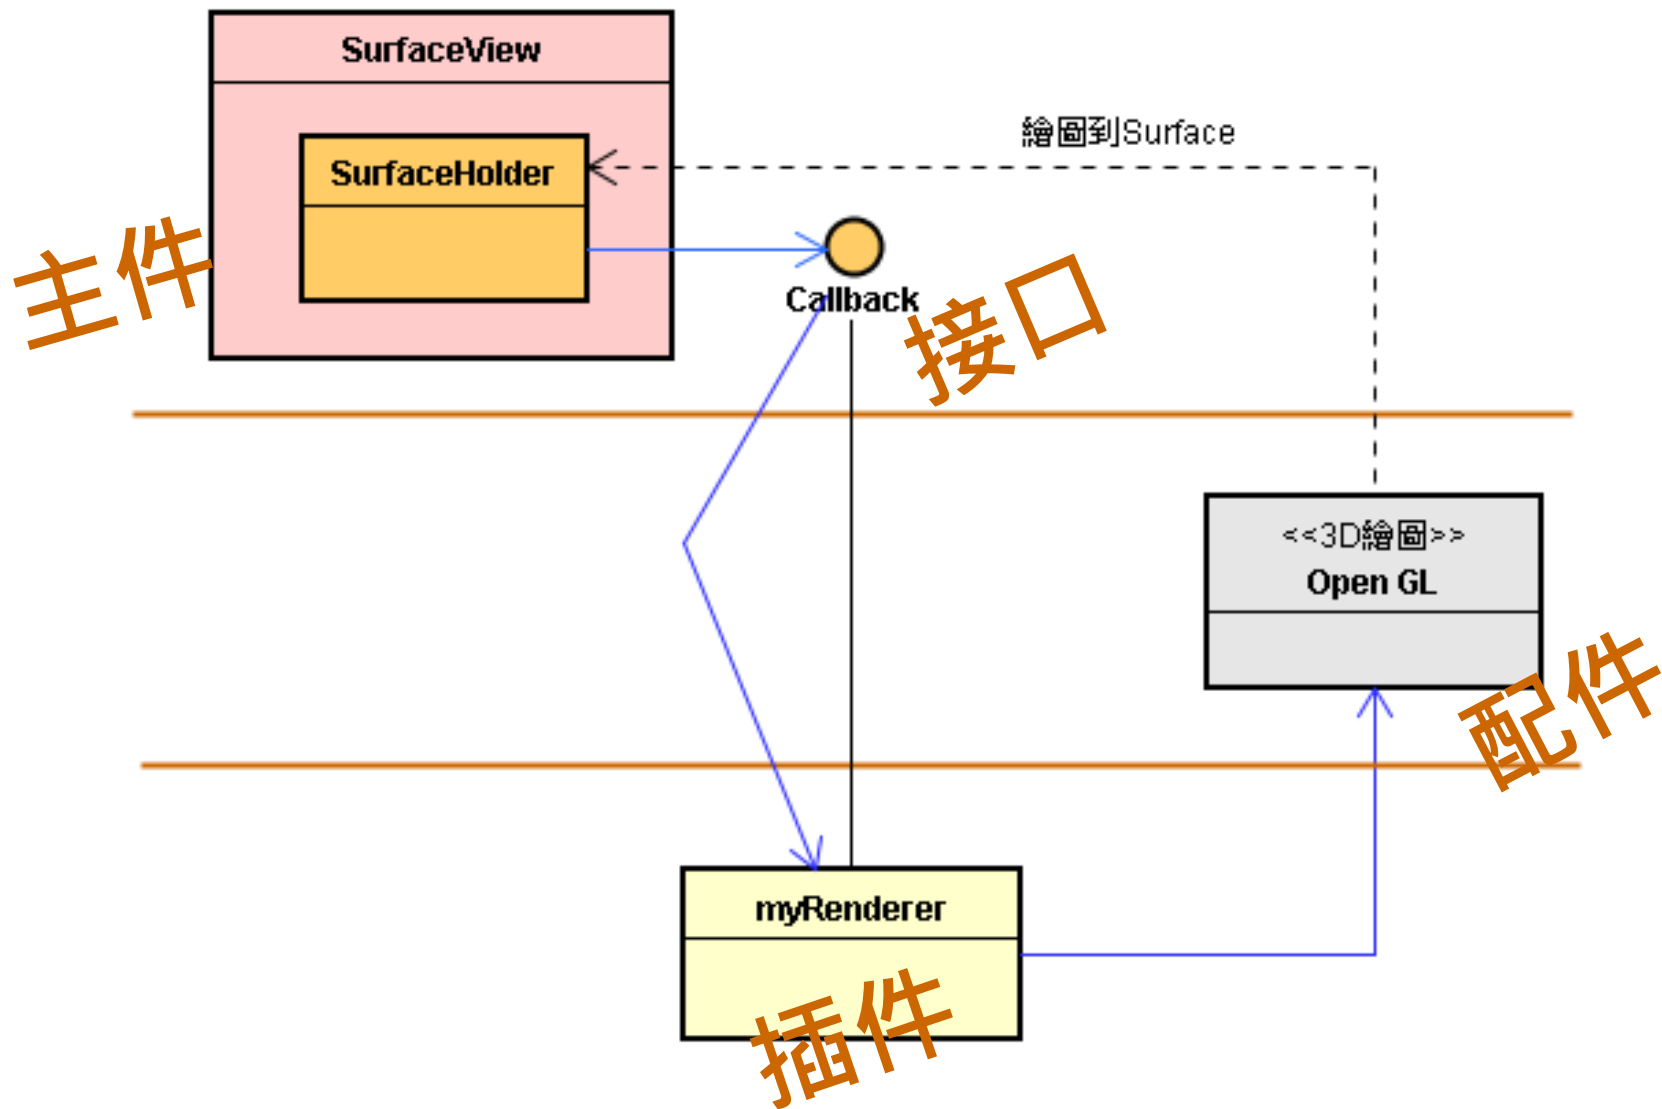 SurfaceView
繪圖到Surface
SurfaceHolder
主件
Callback
接口
<<3D繪圖>>
Open GL
配件
myRenderer
插件